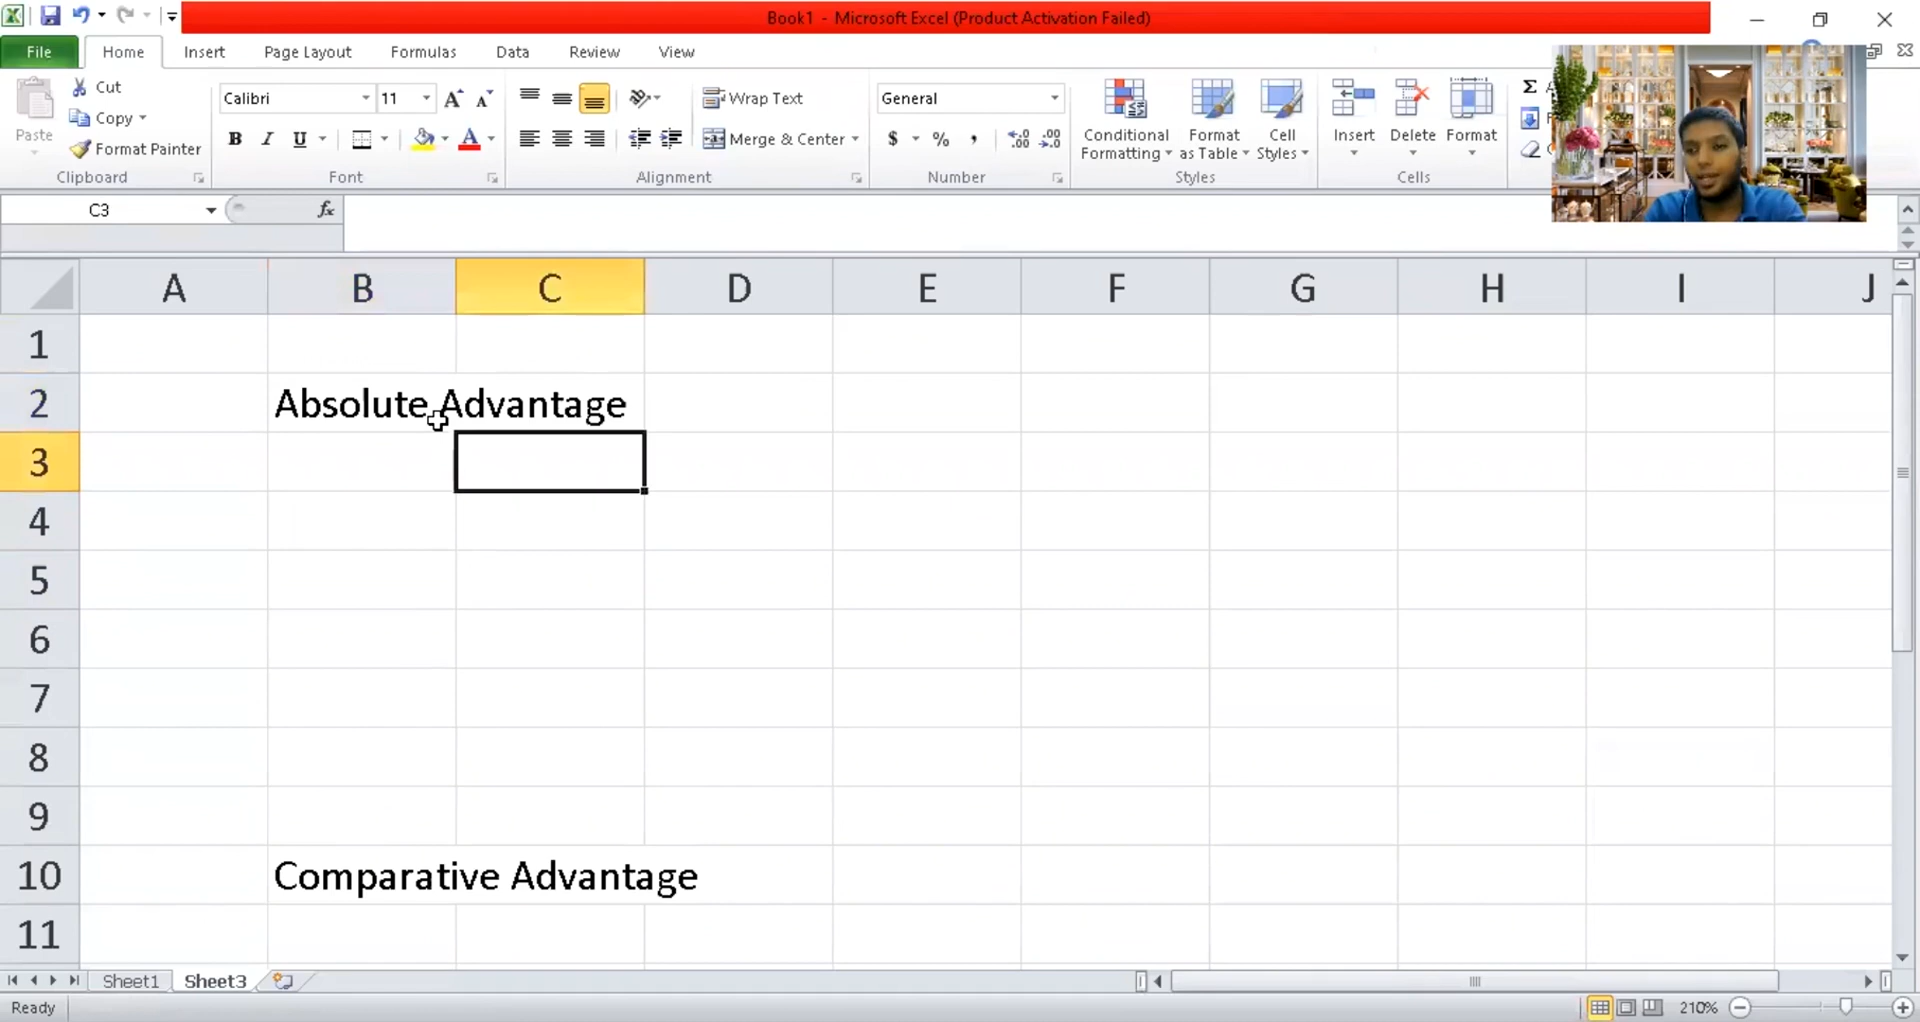 Book1 - Microsoft Excel (Product Activation Failed)
File Home Insert Page Layout Formulas Data Review View
Cut
Copy
Format Painter
Paste
Clipboard
Calibri 11
B I U
Font
Wrap Text
Merge & Center
Alignment
General
$ % ,
Number
Conditional Formatting
Format as Table
Cell Styles
Styles
Insert Delete Format
Cells
Σ
C3 fx
A B C D E F G H I J
1
2 Absolute Advantage
3
4
5
6
7
8
9
10 Comparative Advantage
11
Sheet1 Sheet3
Ready 210%